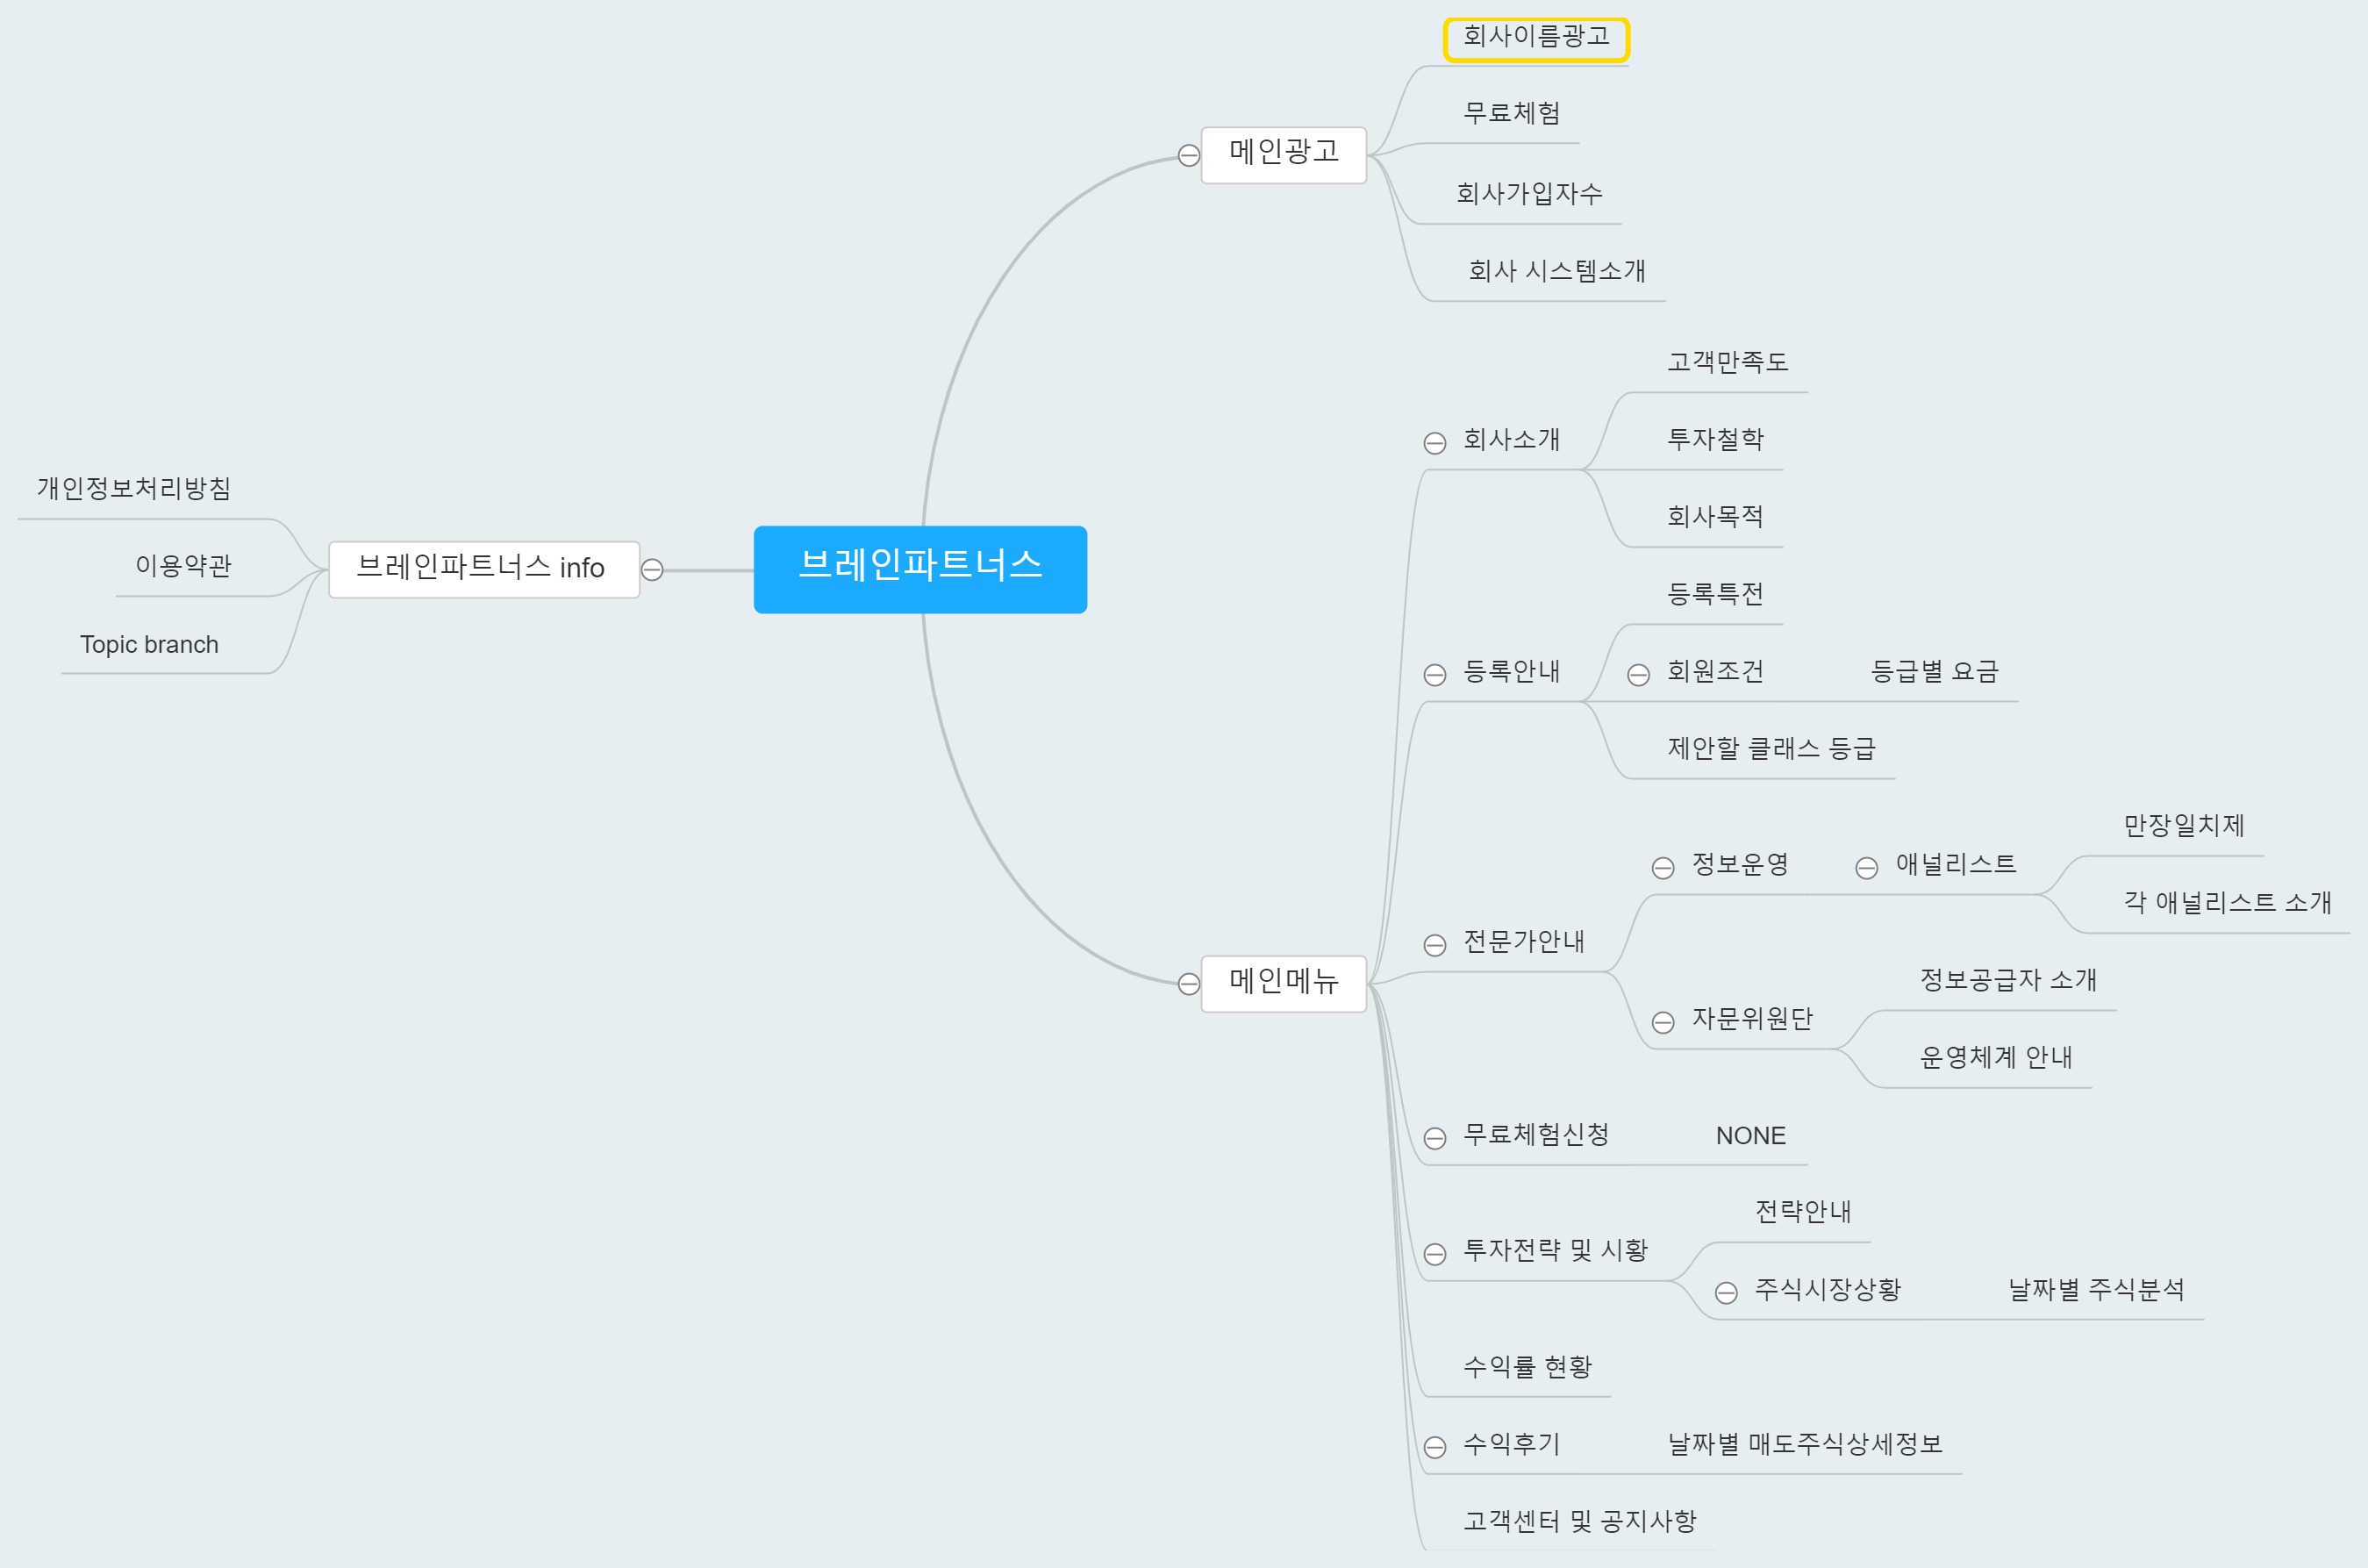 회사이름광고
무료체험
메인광고
회사가입자수
회사 시스템소개
고객만족도
회사소개
투자철학
회사목적
개인정보처리방침
이용약관
브레인파트너스 info
Topic branch
브레인파트너스
등록특전
등록안내
회원조건
등급별 요금
제안할 클래스 등급
만장일치제
정보운영
애널리스트
각 애널리스트 소개
전문가안내
메인메뉴
정보공급자 소개
자문위원단
운영체계 안내
무료체험신청
NONE
전략안내
투자전략 및 시황
주식시장상황
날짜별 주식분석
수익률 현황
수익후기
날짜별 매도주식상세정보
고객센터 및 공지사항